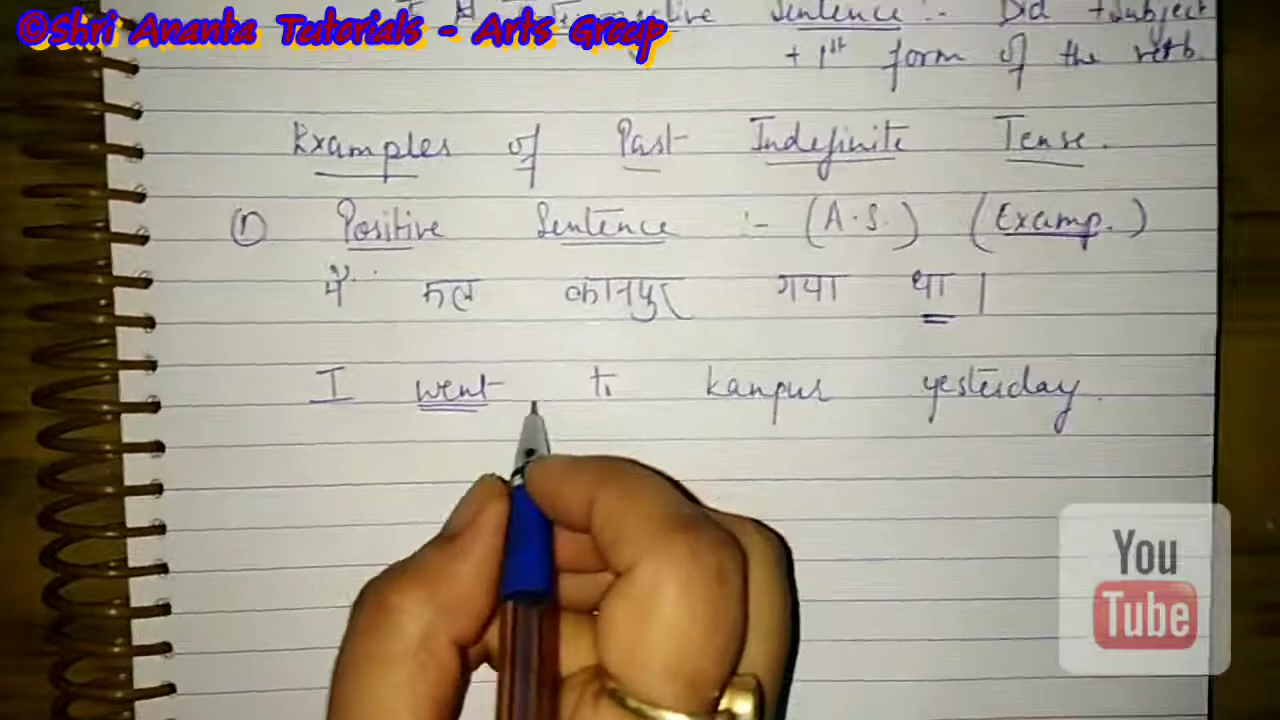 ©Shri Ananta Tutorials - Arts Group
Sentence :- Did + Subject
+ 1st form of the verb.
Examples of Past Indefinite Tense.
① Positive Sentence :- (A.S.) (Examp.)
मैं कल कानपुर गया था |
I went to Kanpur yesterday.
You
Tube